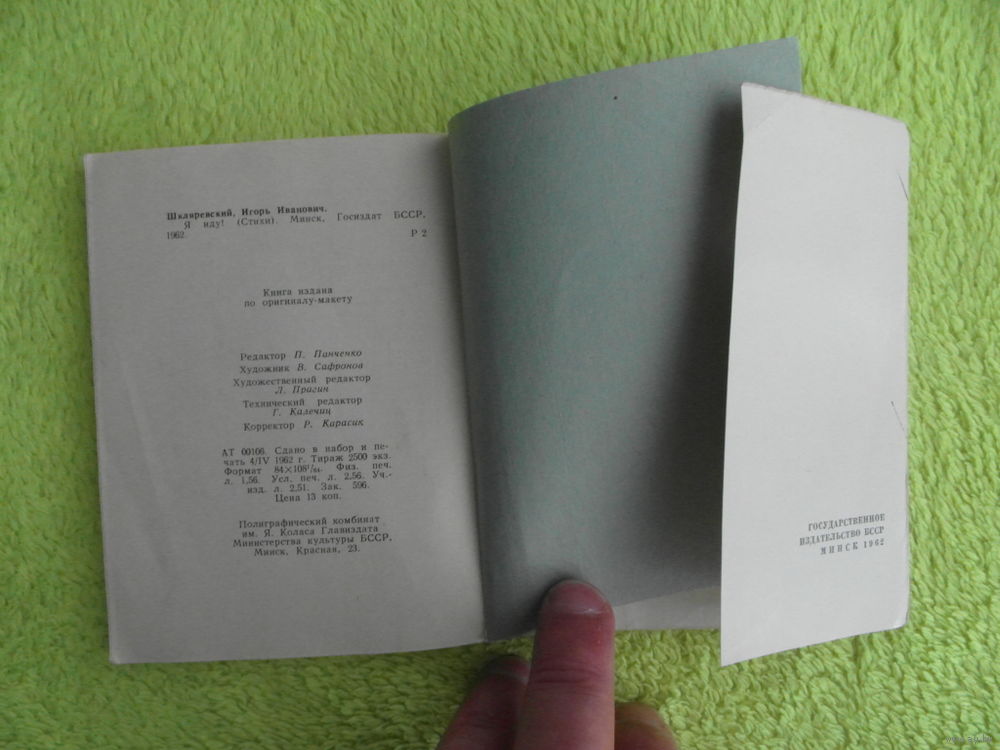 Шкляревский, Игорь Иванович.
Я иду! (Стихи). Минск, Госиздат БССР,
1962.
Р 2
Книга издана
по оригиналу-макету
Редактор П. Панченко
Художник В. Сафронов
Художественный редактор
Л. Прагин
Технический редактор
Г. Калечиц
Корректор Р. Карасик
АТ 00166. Сдано в набор и пе-
чать 4/IV 1962 г. Тираж 2500 экз.
Формат 84×108¹/₆₄. Физ. печ.
л. 1,56. Усл. печ. л. 2,56. Уч.-
изд. л. 2,51. Зак. 596.
Цена 13 коп.
Полиграфический комбинат
им. Я. Коласа Главиздата
Министерства культуры БССР,
Минск, Красная, 23.
ГОСУДАРСТВЕННОЕ
ИЗДАТЕЛЬСТВО БССР
МИНСК 1962